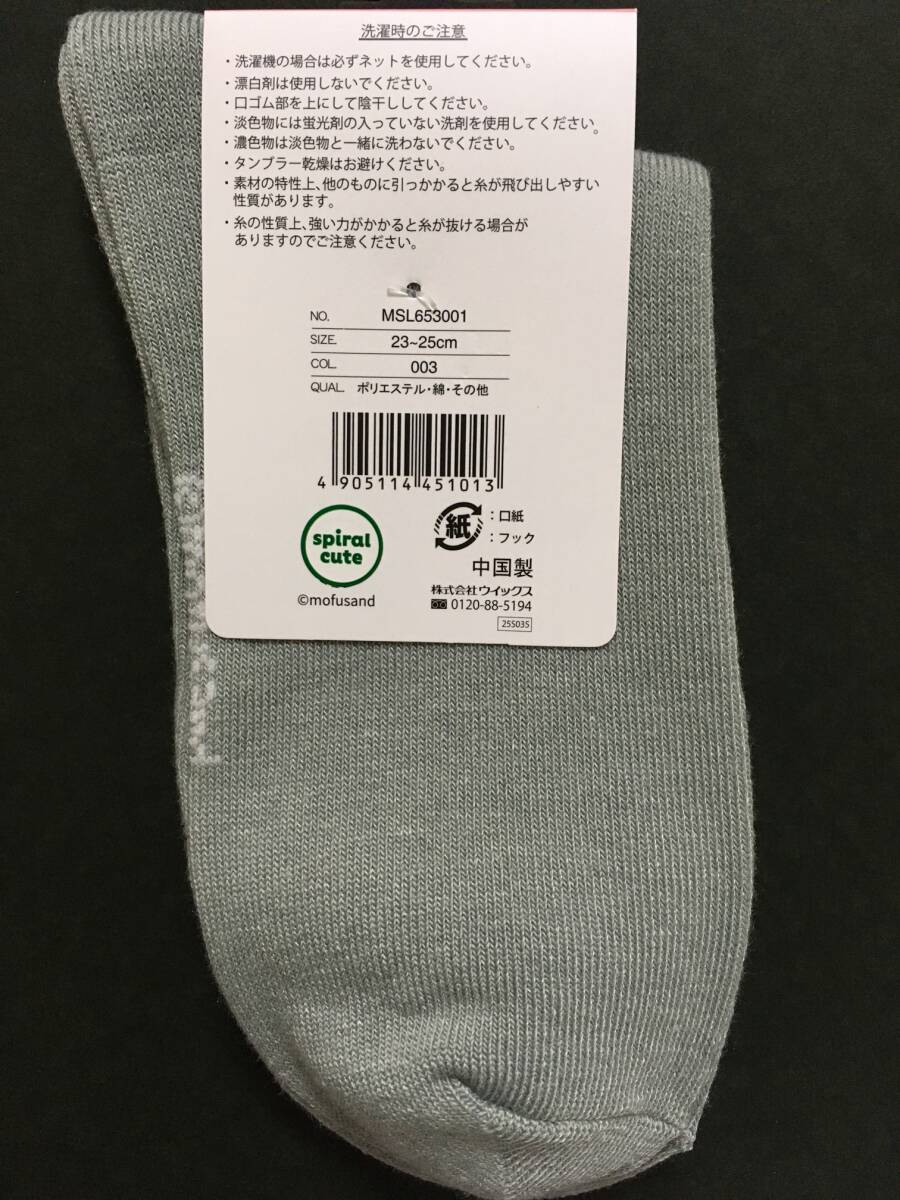 洗濯時のご注意
・洗濯機の場合は必ずネットを使用してください。
・漂白剤は使用しないでください。
・口ゴム部を上にして陰干ししてください。
・淡色物には蛍光剤の入っていない洗剤を使用してください。
・濃色物は淡色物と一緒に洗わないでください。
・タンブラー乾燥はお避けください。
・素材の特性上、他のものに引っかかると糸が飛び出しやすい
性質があります。
・糸の性質上、強い力がかかると糸が抜ける場合が
ありますのでご注意ください。
NO. MSL653001
SIZE. 23~25cm
COL. 003
QUAL. ポリエステル・綿・その他
4 905114 451013
spiral
cute
©mofusand
紙
:口紙
:フック
中国製
株式会社ウイックス
0120-88-5194
25S035